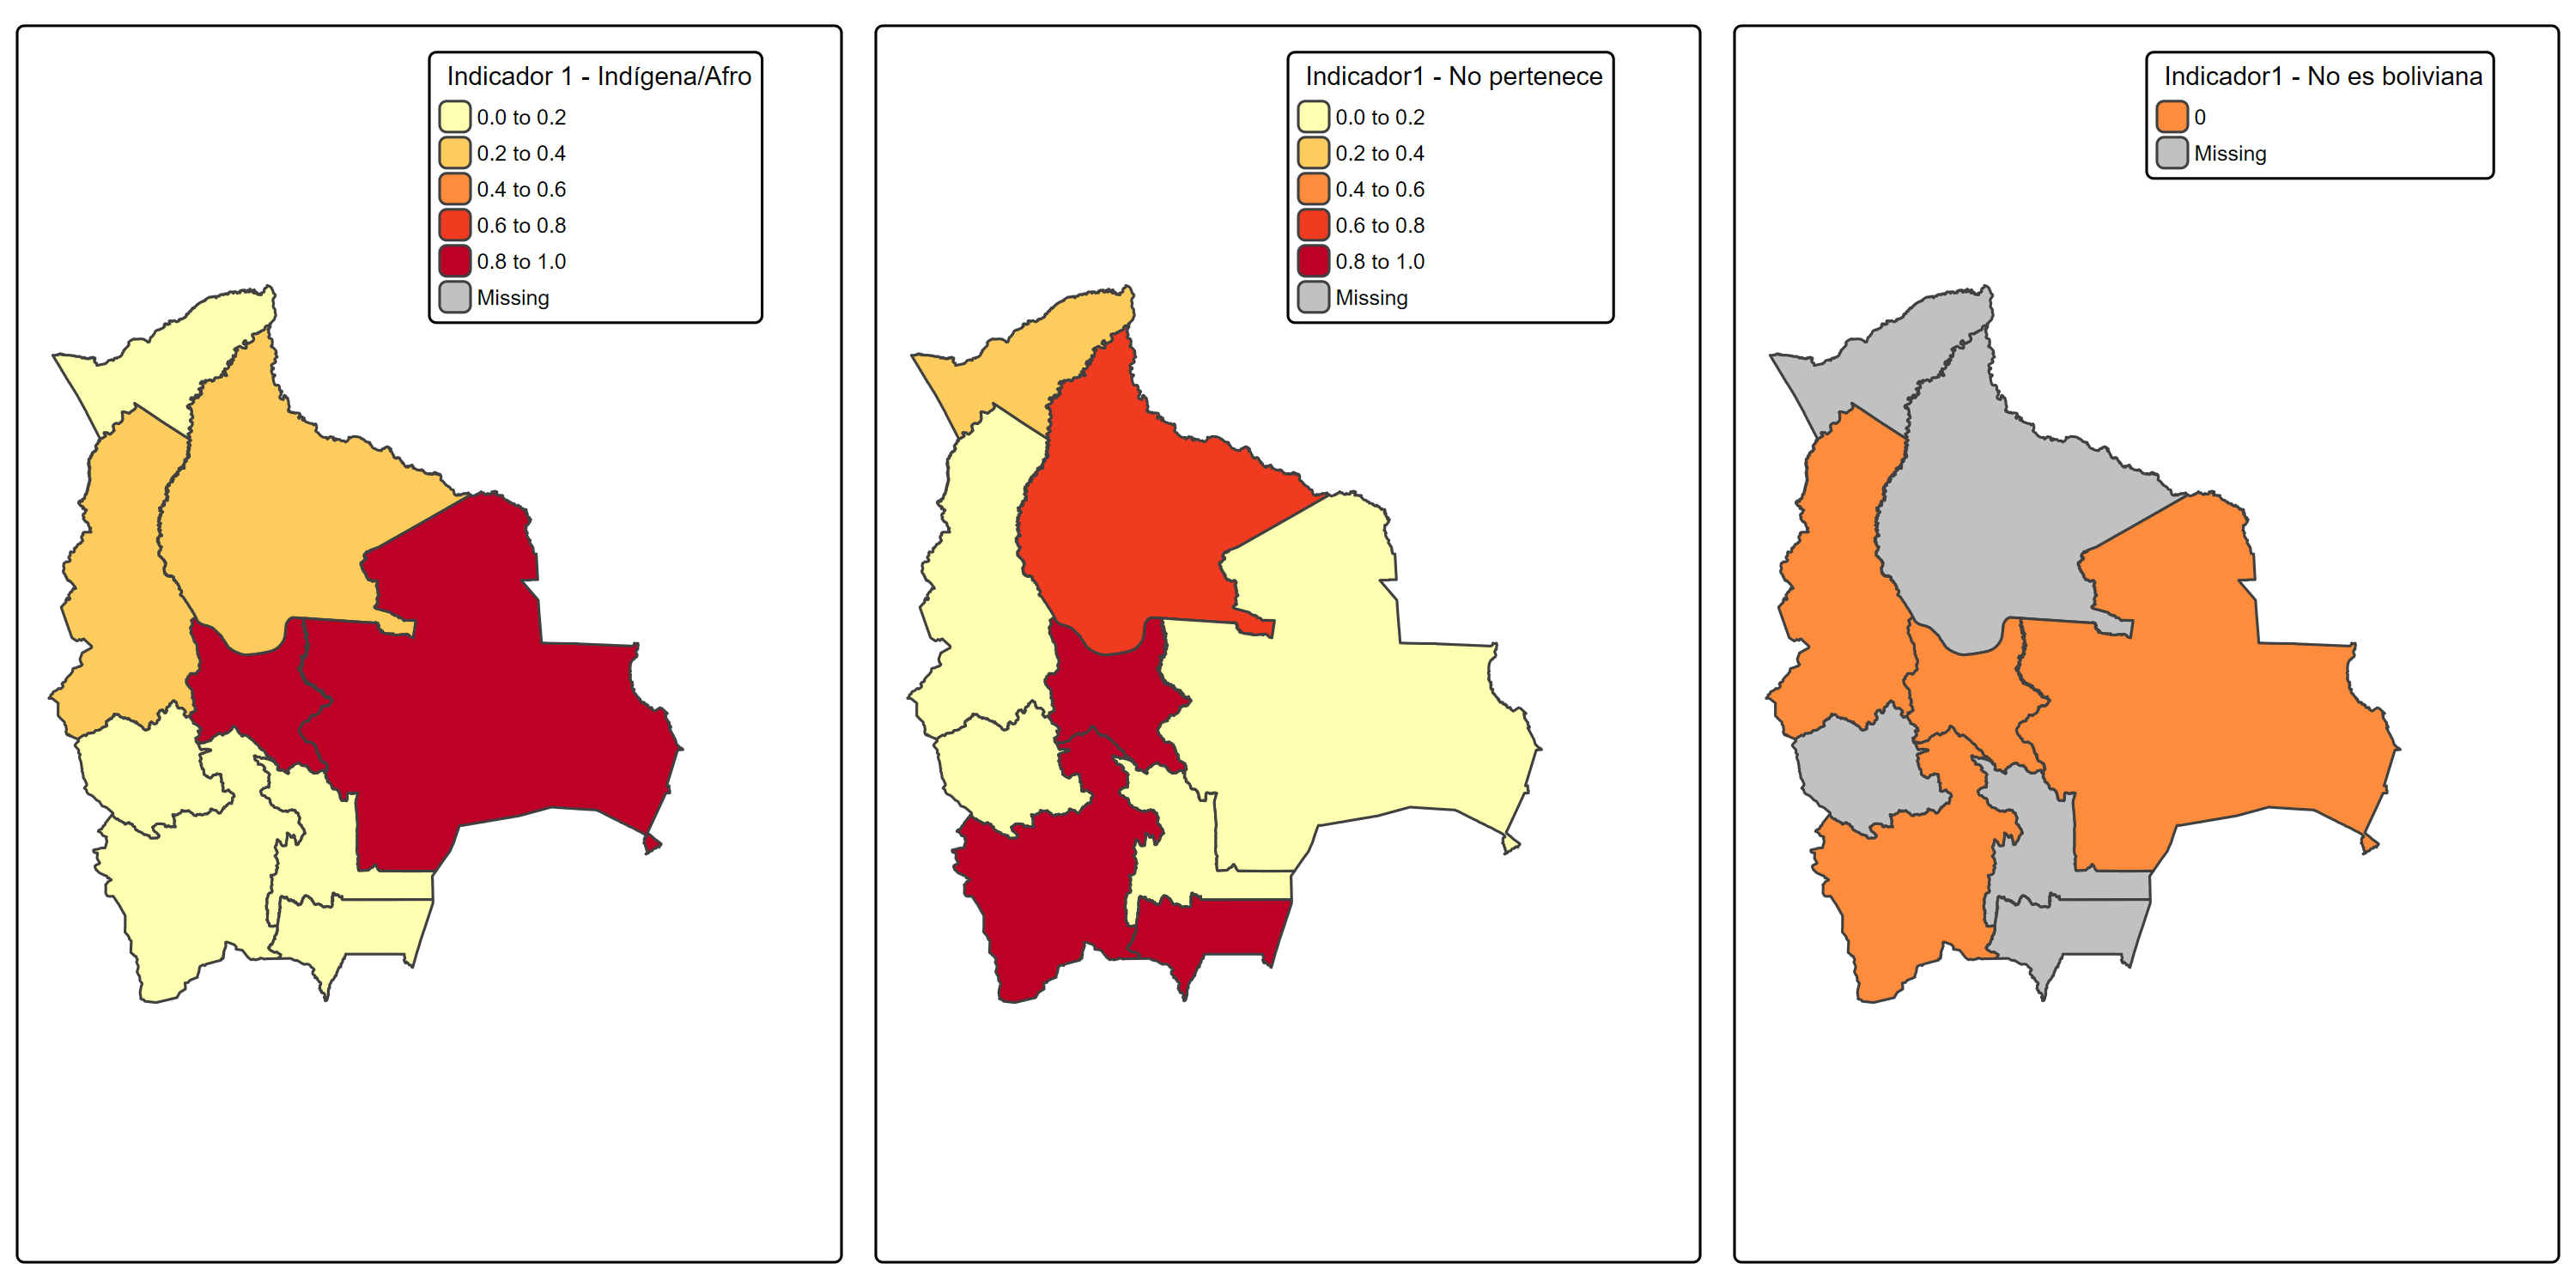 Indicador 1 - Indígena/Afro
0.0 to 0.2
0.2 to 0.4
0.4 to 0.6
0.6 to 0.8
0.8 to 1.0
Missing
Indicador1 - No pertenece
0.0 to 0.2
0.2 to 0.4
0.4 to 0.6
0.6 to 0.8
0.8 to 1.0
Missing
Indicador1 - No es boliviana
0
Missing